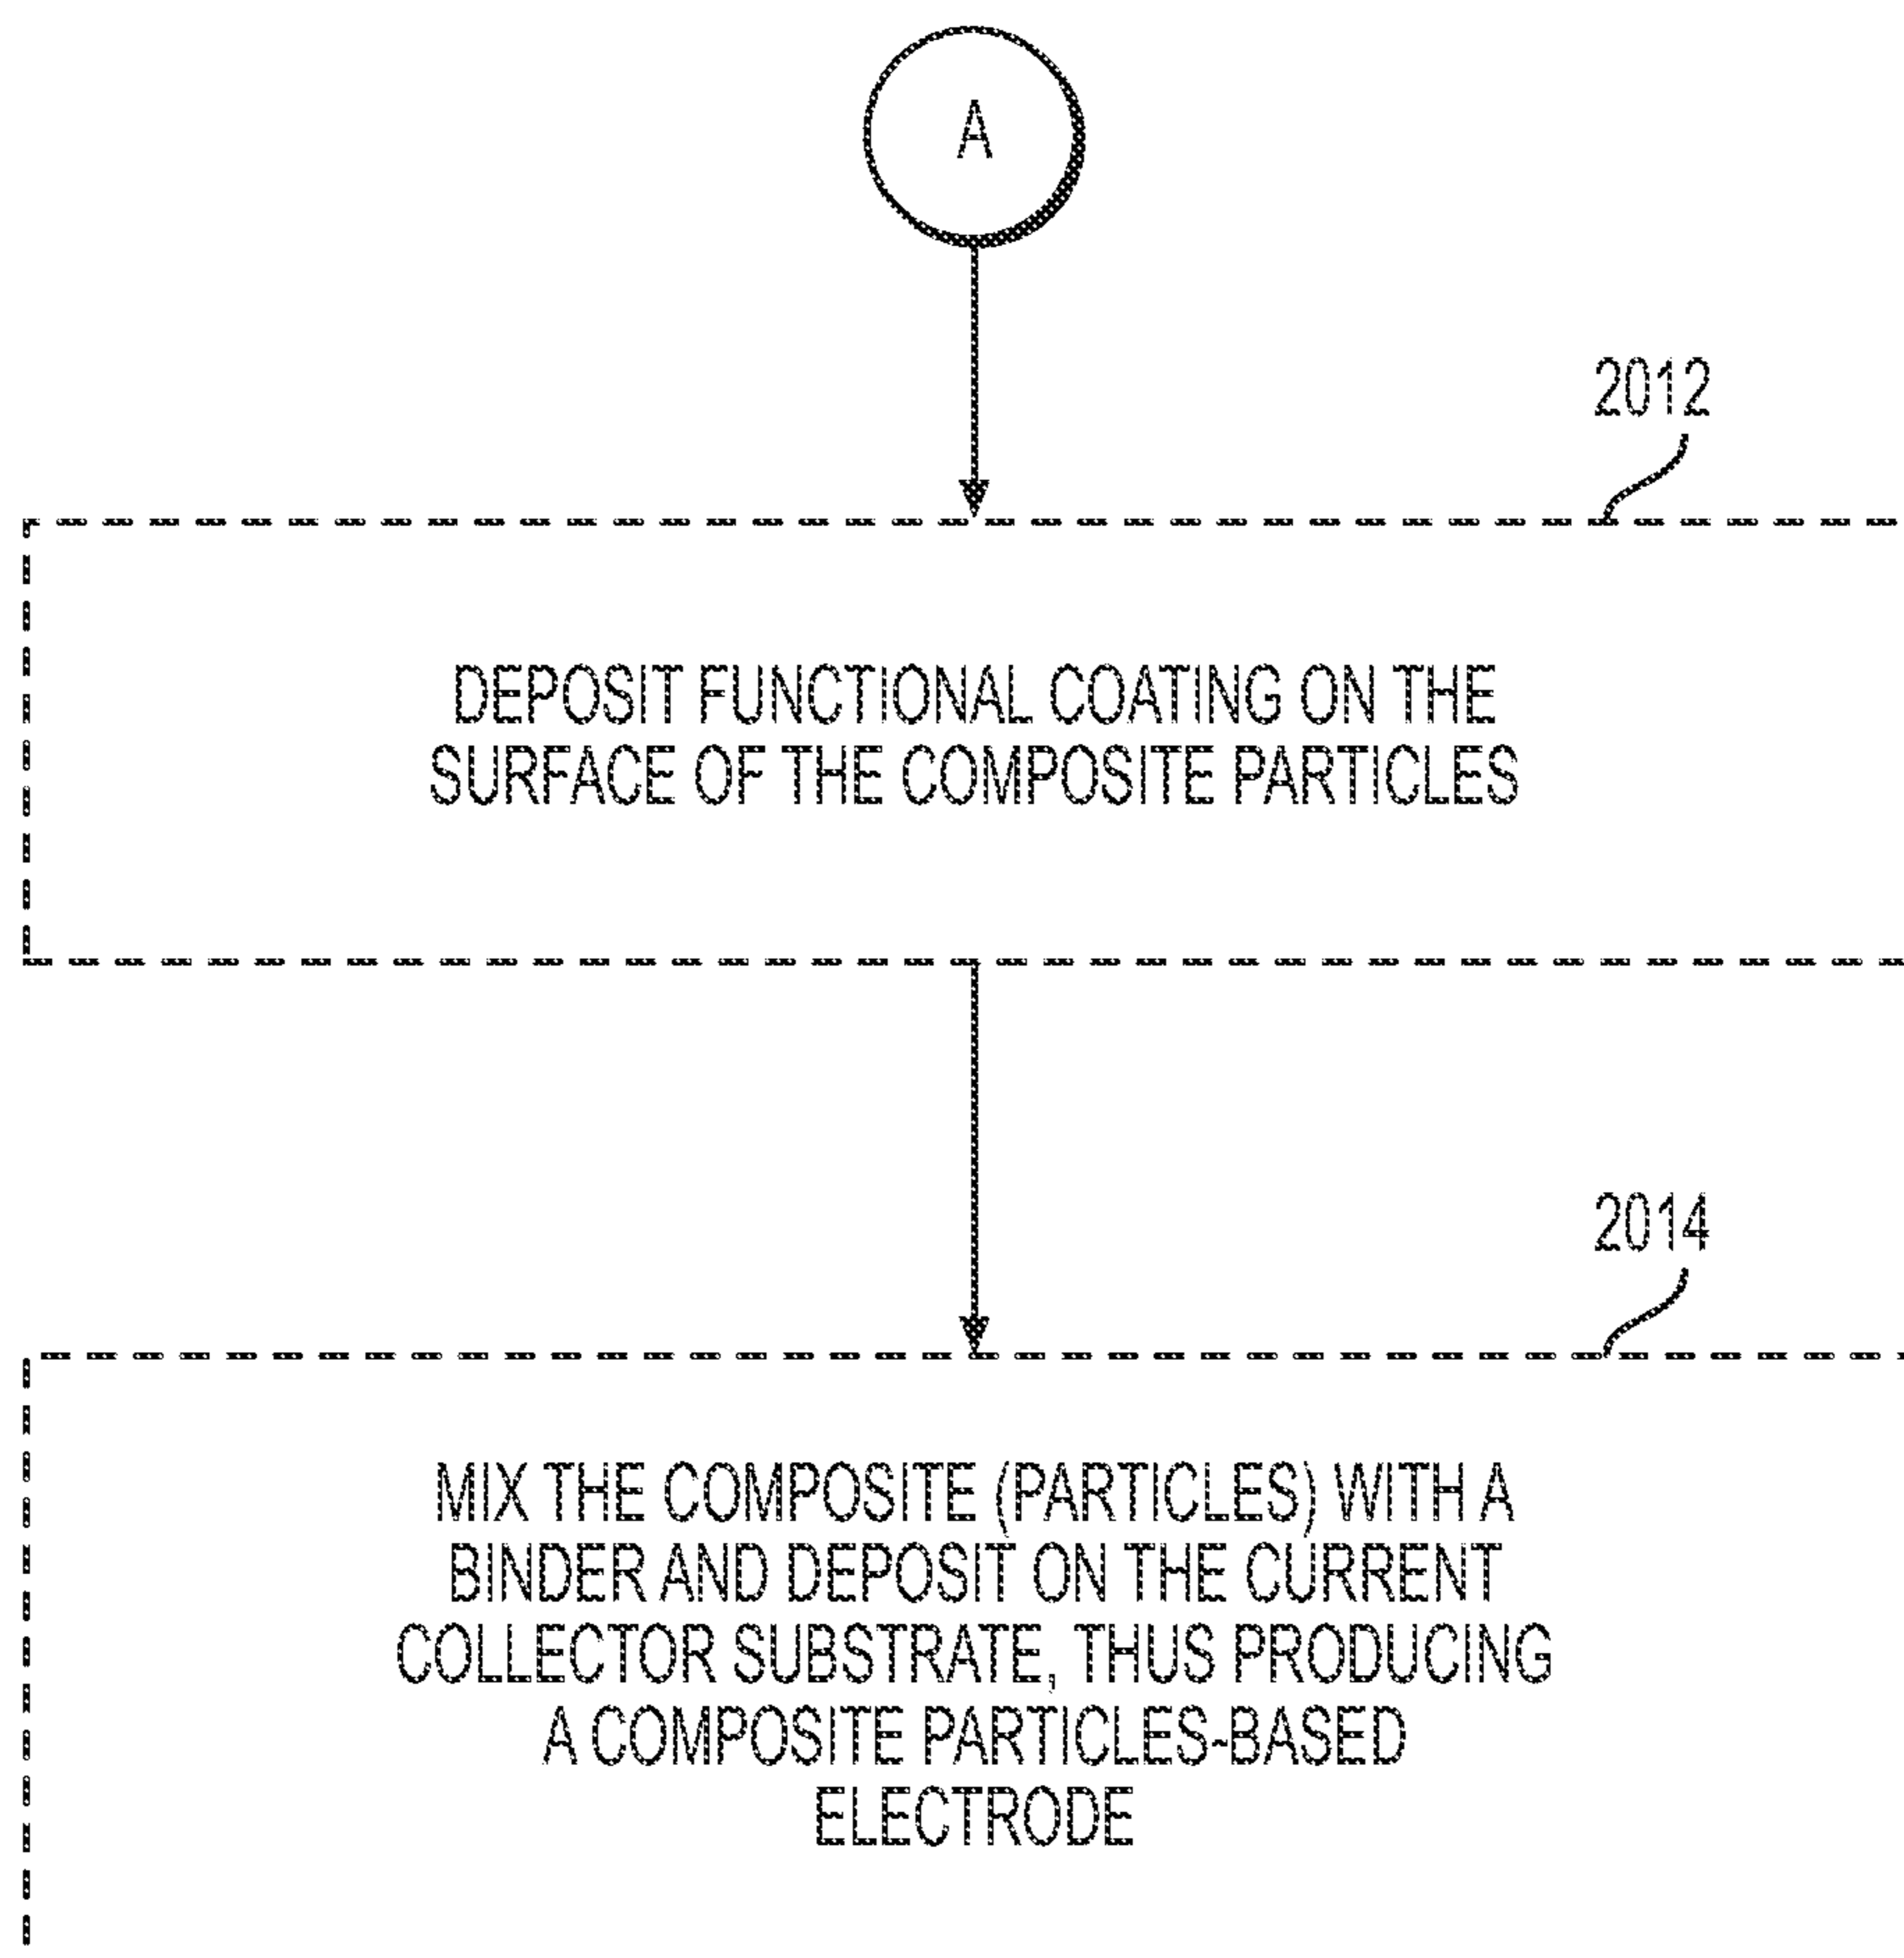 A
2012
DEPOSIT FUNCTIONAL COATING ON THE
SURFACE OF THE COMPOSITE PARTICLES
2014
MIX THE COMPOSITE (PARTICLES) WITH A
BINDER AND DEPOSIT ON THE CURRENT
COLLECTOR SUBSTRATE, THUS PRODUCING
A COMPOSITE PARTICLES-BASED
ELECTRODE